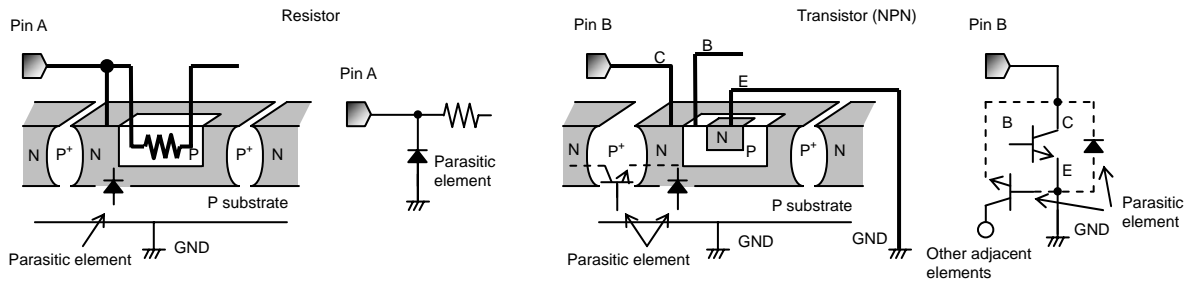 Resistor
Transistor (NPN)
Pin A
Pin B
Pin B
B
C
E
Pin A
N
P+
N
P
P+
N
N
P+
N
N
P
P+
N
B
C
E
Parasitic
element
P substrate
P substrate
Parasitic
element
GND
GND
GND
GND
Parasitic element
Parasitic element
Other adjacent
elements